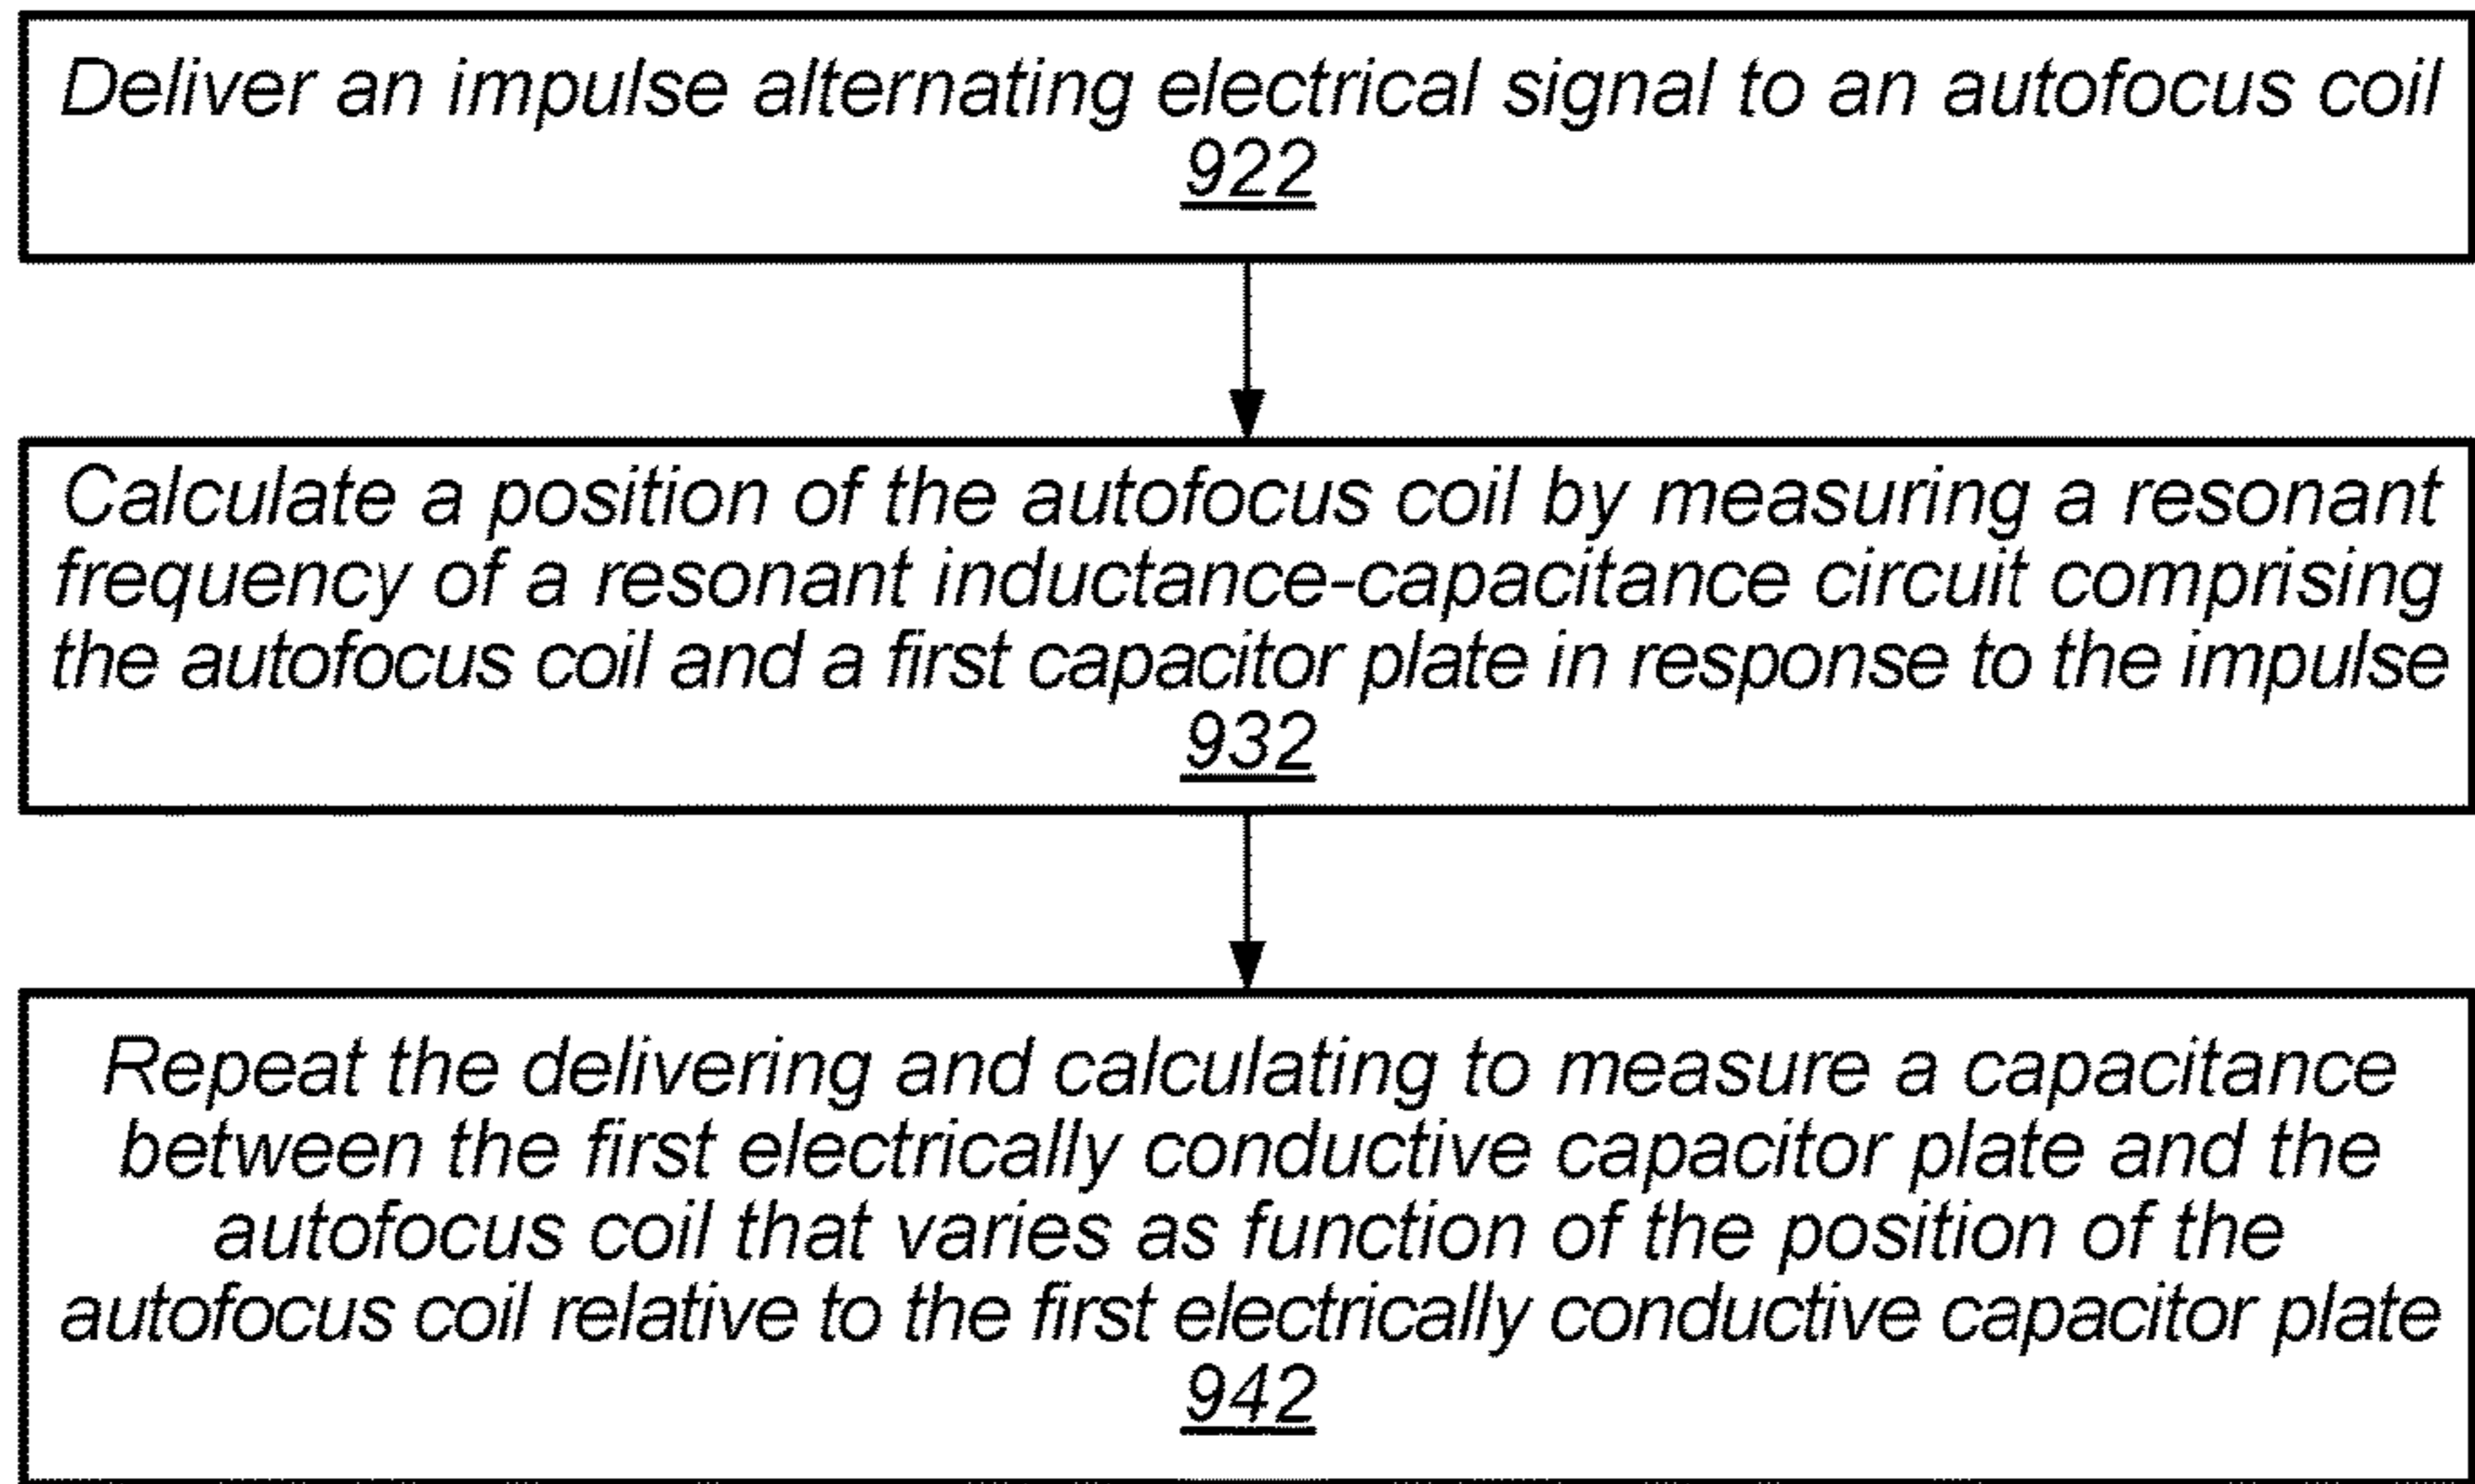 Deliver an impulse alternating electrical signal to an autofocus coil
922
Calculate a position of the autofocus coil by measuring a resonant
frequency of a resonant inductance-capacitance circuit comprising
the autofocus coil and a first capacitor plate in response to the impulse
932
Repeat the delivering and calculating to measure a capacitance
between the first electrically conductive capacitor plate and the
autofocus coil that varies as function of the position of the
autofocus coil relative to the first electrically conductive capacitor plate
942